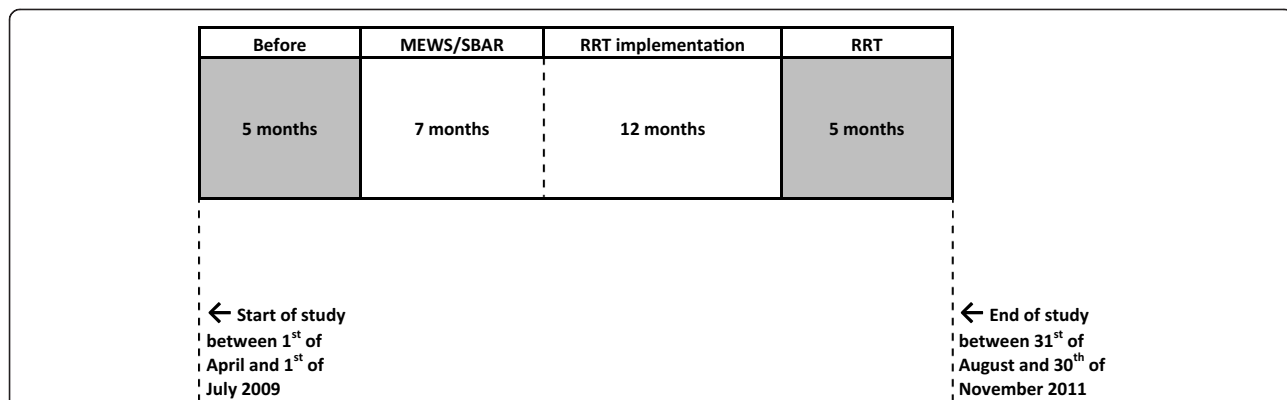 Before MEWS/SBAR RRT implementation RRT
5 months 7 months 12 months 5 months
← Start of study
between 1st of
April and 1st of
July 2009
← End of study
between 31st of
August and 30th of
November 2011